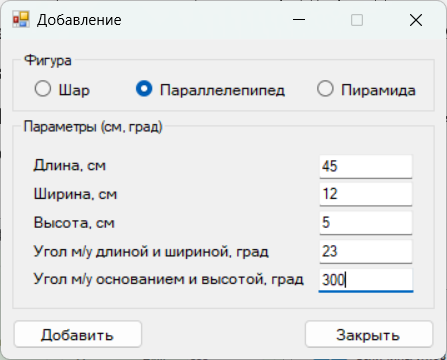 Добавление
Фигура
Шар Параллелепипед Пирамида
Параметры (см, град)
Длина, см 45
Ширина, см 12
Высота, см 5
Угол м/у длиной и шириной, град 23
Угол м/у основанием и высотой, град 300
Добавить Закрыть